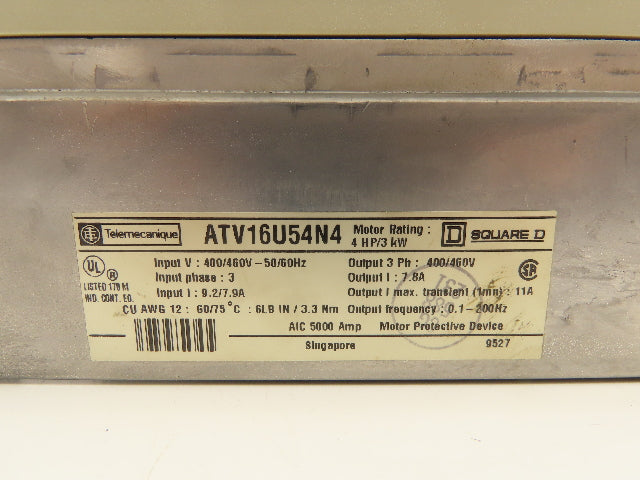 Telemecanique ATV16U54N4 Motor Rating : 4 HP/3 kW SQUARE D
UL ® Input V : 400/460V-50/60Hz Output 3 Ph : 400/460V
LISTED Input phase : 3 Output I : 7.8A
IND. CONT. EQ. Input I : 9.2/7.9A Output I max. transient (1min) : 11A
CU AWG 12 : 60/75°C : 6LB IN / 3.3 Nm Output frequency : 0.1-200Hz
AIC 5000 Amp Motor Protective Device
Singapore 9527